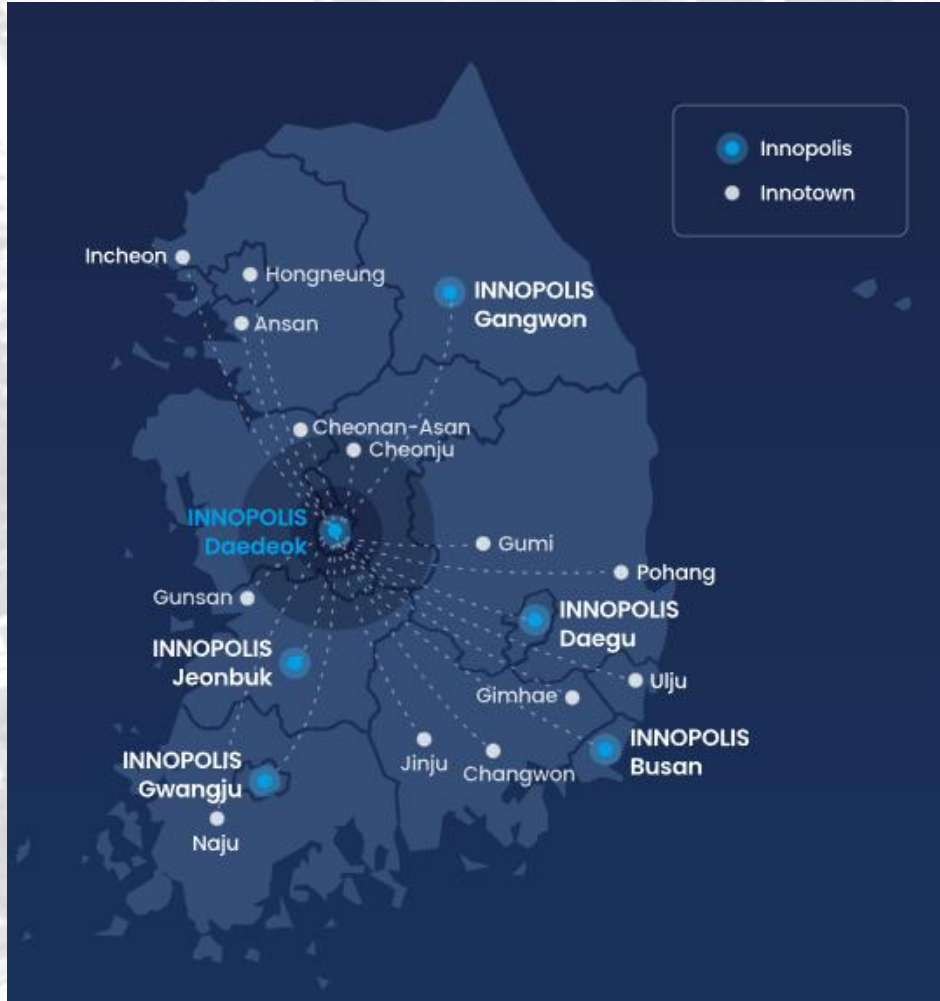 Innopolis
Innotown
Incheon
Hongneung
INNOPOLIS
Gangwon
Ansan
Cheonan-Asan
Cheonju
INNOPOLIS
Daedeok
Gumi
Pohang
Gunsan
INNOPOLIS
Daegu
INNOPOLIS
Jeonbuk
Ulju
Gimhae
INNOPOLIS
Busan
Jinju
Changwon
INNOPOLIS
Gwangju
Naju